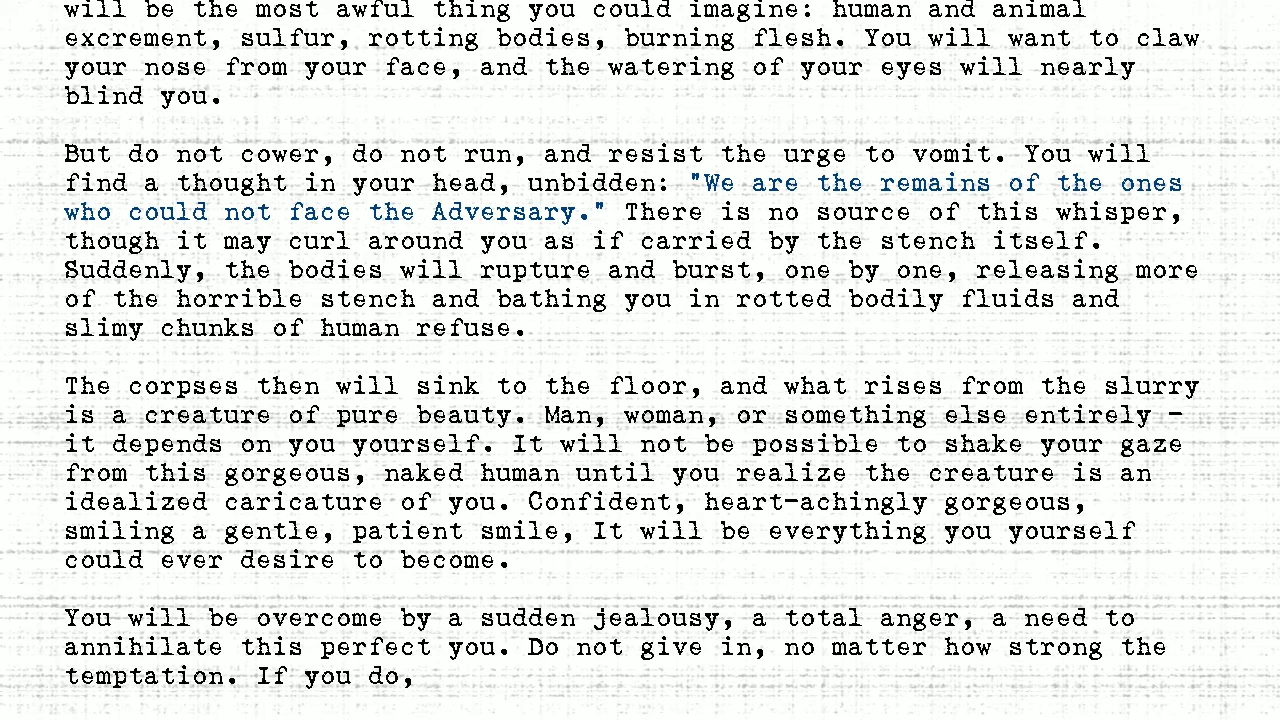 will be the most awful thing you could imagine: human and animal
excrement, sulfur, rotting bodies, burning flesh. You will want to claw
your nose from your face, and the watering of your eyes will nearly
blind you.
But do not cower, do not run, and resist the urge to vomit. You will
find a thought in your head, unbidden: "We are the remains of the ones
who could not face the Adversary." There is no source of this whisper,
though it may curl around you as if carried by the stench itself.
Suddenly, the bodies will rupture and burst, one by one, releasing more
of the horrible stench and bathing you in rotted bodily fluids and
slimy chunks of human refuse.
The corpses then will sink to the floor, and what rises from the slurry
is a creature of pure beauty. Man, woman, or something else entirely -
it depends on you yourself. It will not be possible to shake your gaze
from this gorgeous, naked human until you realize the creature is an
idealized caricature of you. Confident, heart-achingly gorgeous,
smiling a gentle, patient smile, It will be everything you yourself
could ever desire to become.
You will be overcome by a sudden jealousy, a total anger, a need to
annihilate this perfect you. Do not give in, no matter how strong the
temptation. If you do,